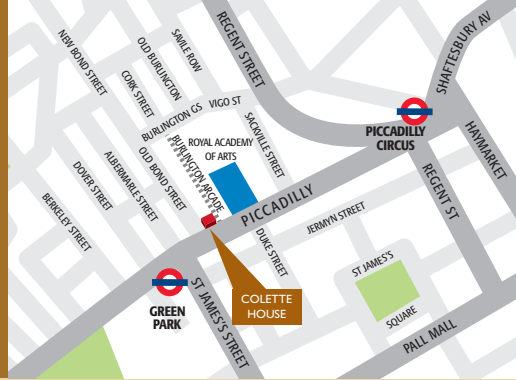 NEW BOND STREET
OLD BURLINGTON
SAVILE ROW
REGENT STREET
SHAFTESBURY AV
CORK STREET
BURLINGTON GS
VIGO ST
SACKVILLE STREET
PICCADILLY
CIRCUS
HAYMARKET
ROYAL ACADEMY
OF ARTS
BURLINGTON ARCADE
OLD BOND STREET
ALBERMARLE STREET
DOVER STREET
BERKELEY STREET
PICCADILLY
REGENT ST
JERMYN STREET
DUKE STREET
ST JAMES'S
SQUARE
GREEN
PARK
ST JAMES'S STREET
COLETTE
HOUSE
PALL MALL